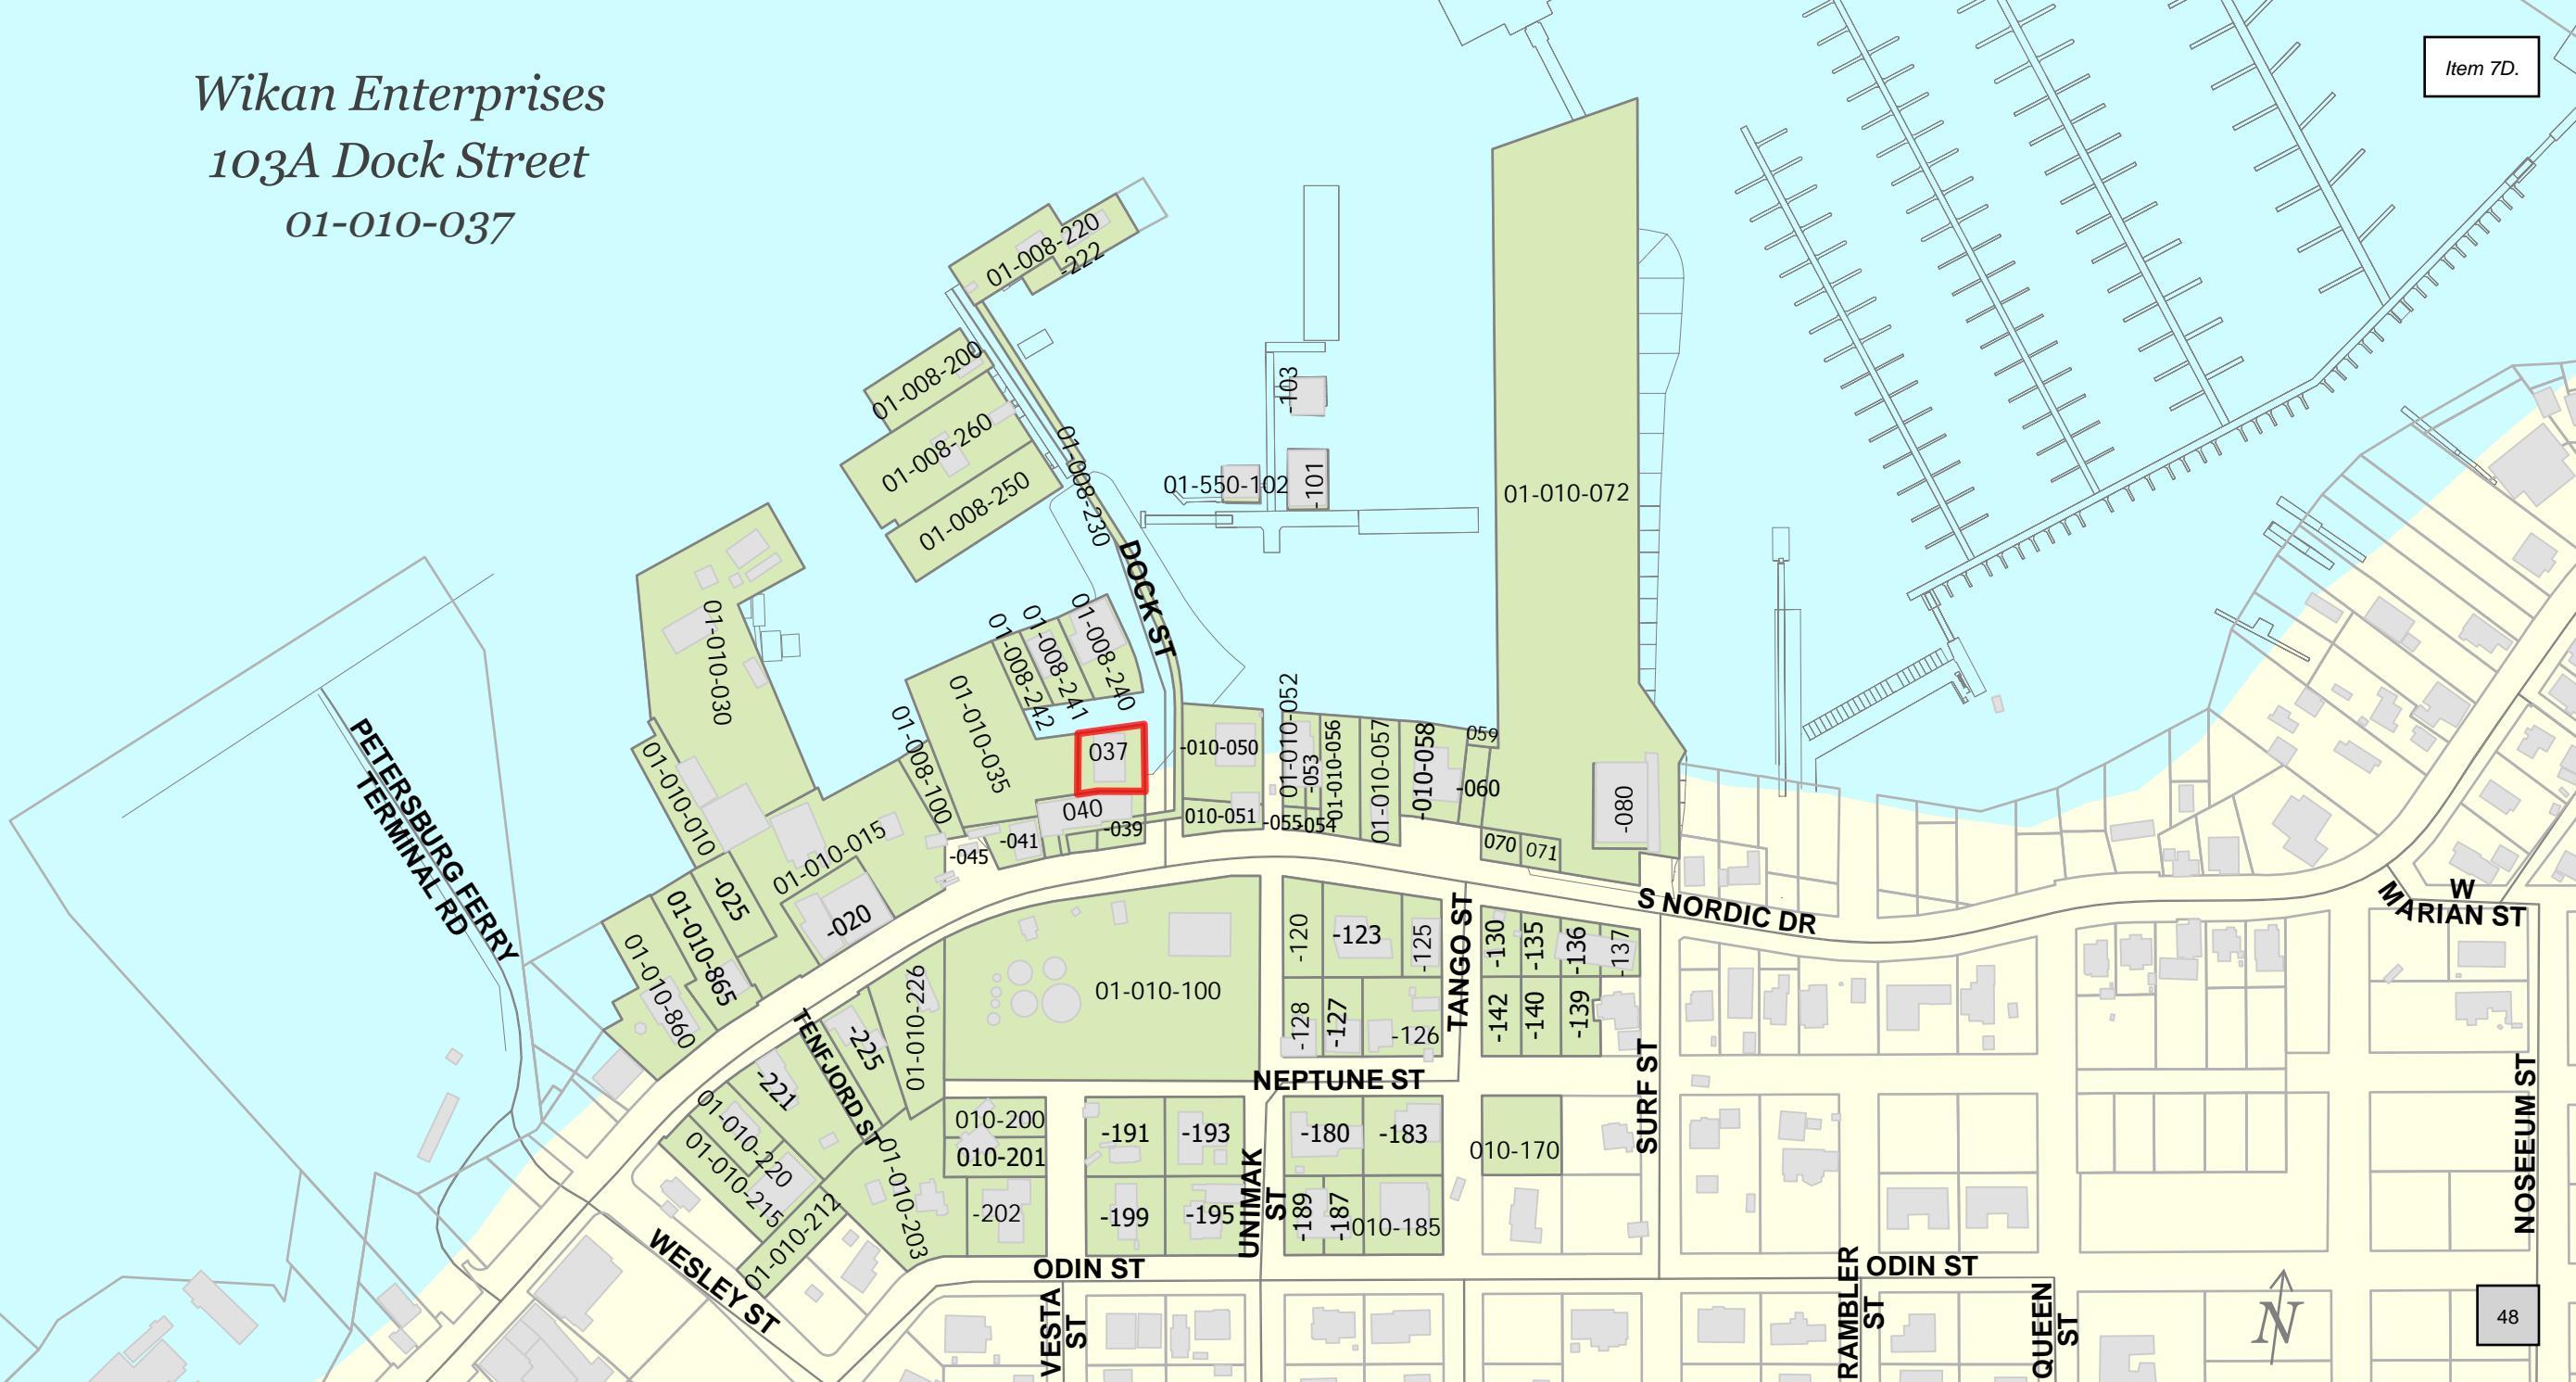 Wikan Enterprises
103A Dock Street
01-010-037
Item 7D.
01-008-220
-222
01-008-200
01-008-260
01-008-250
01-008-230
DOCK ST
-103
01-550-102
-101
01-010-072
01-010-030
01-008-242
01-008-241
01-008-240
01-010-035
01-008-100
037
040
-039
-041
-045
-010-050
010-051
01-010-052
-053
-055
-054
01-010-056
01-010-057
-010-058
059
-060
070
071
-080
01-010-010
01-010-015
-020
-025
01-010-865
01-010-860
PETERSBURG FERRY
TERMINAL RD
S NORDIC DR
W
MARIAN ST
01-010-100
01-010-226
-225
TENFJORD ST
-221
01-010-220
01-010-215
01-010-212
01-010-203
-120
-123
-125
-128
-127
-126
TANGO ST
-130
-135
-136
-137
-142
-140
-139
NEPTUNE ST
SURF ST
NOSEEUM ST
010-200
010-201
-202
-191
-193
-199
-195
UNIMAK
ST
-180
-183
-189
-187
010-185
010-170
WESLEY ST
ODIN ST
ODIN ST
VESTA
ST
RAMBLER
ST
QUEEN
ST
N
48